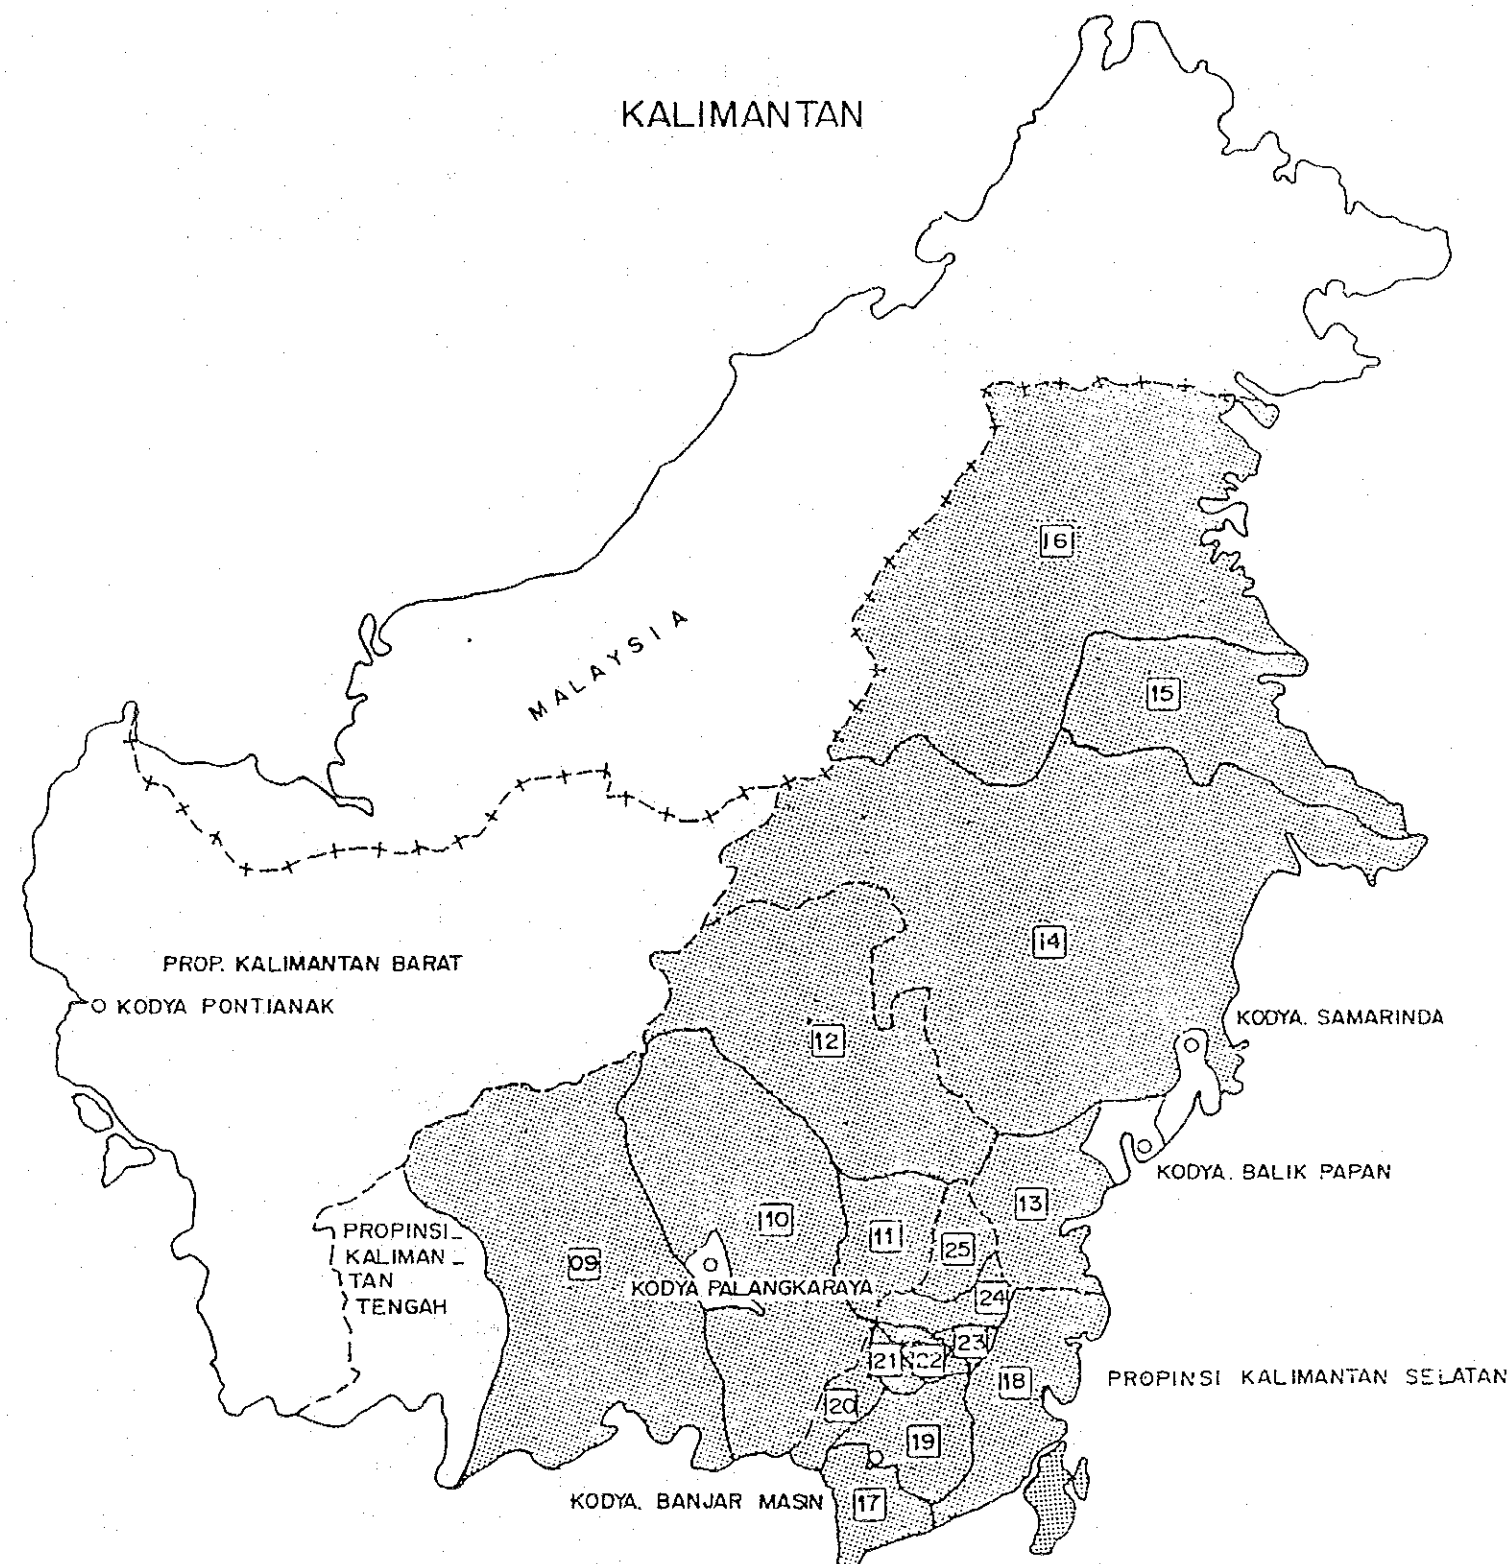 KALIMANTAN
16
MALAYSIA
15
PROP. KALIMANTAN BARAT
14
KODYA PONTIANAK
KODYA. SAMARINDA
12
KODYA. BALIK PAPAN
13
10
PROPINSI_
KALIMAN_
TAN
TENGAH
11
25
09
KODYA PALANGKARAYA
24
23
21
22
18
PROPINSI KALIMANTAN SELATAN
20
19
KODYA. BANJAR MASIN
17